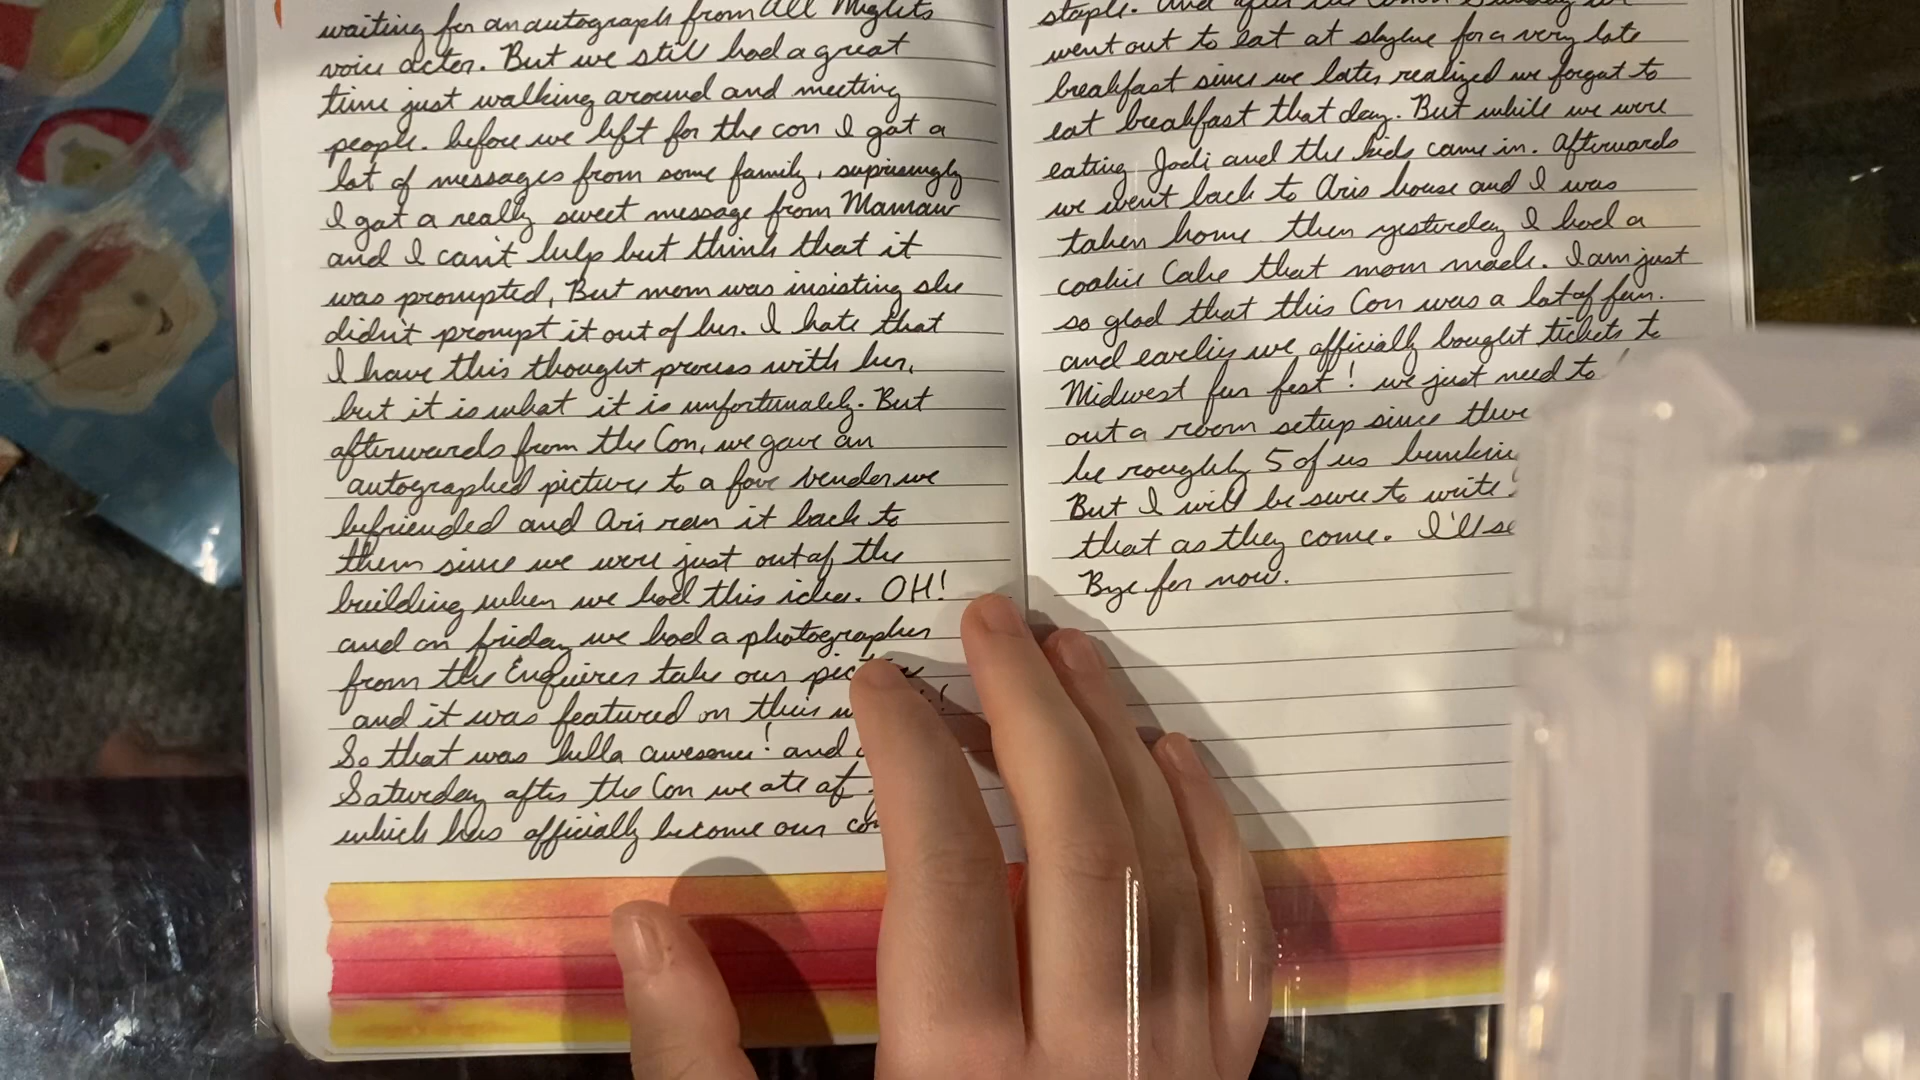 waiting for an autograph from All Mights
voice actor. But we still had a great
time just walking around and meeting
people. before we left for the con I got a
lot of messages from some family, suprisingly
I got a really sweet message from Mamaw
and I can't help but think that it
was prompted, But mom was insisting she
didn't prompt it out of her. I hate that
I have this thought process with her,
but it is what it is unfortunately. But
afterwards from the Con, we gave an
autographed picture to a fave vender we
befriended and Ari ran it back to
them since we were just out of the
building when we had this idea. OH!
and on friday we had a photographer
from the Enquirer take our
and it was featured on their
So that was hella awesome! and
Saturday after the Con we ate at
which has officially become our
staple. And after the
went out to eat at skyline for a very late
breakfast since we later realized we forgot to
eat breakfast that day. But while we were
eating Jodi and the kids came in. Afterwards
we went back to Aris house and I was
taken home then yesterday I had a
cookie Cake that mom made. I am just
so glad that this Con was a lot of fun.
and earlier we officially bought tickets to
Midwest fur fest! we just need to
out a room setup since
be roughly 5 of us
But I will be sure to write
that as they come. I'll
Bye for now.